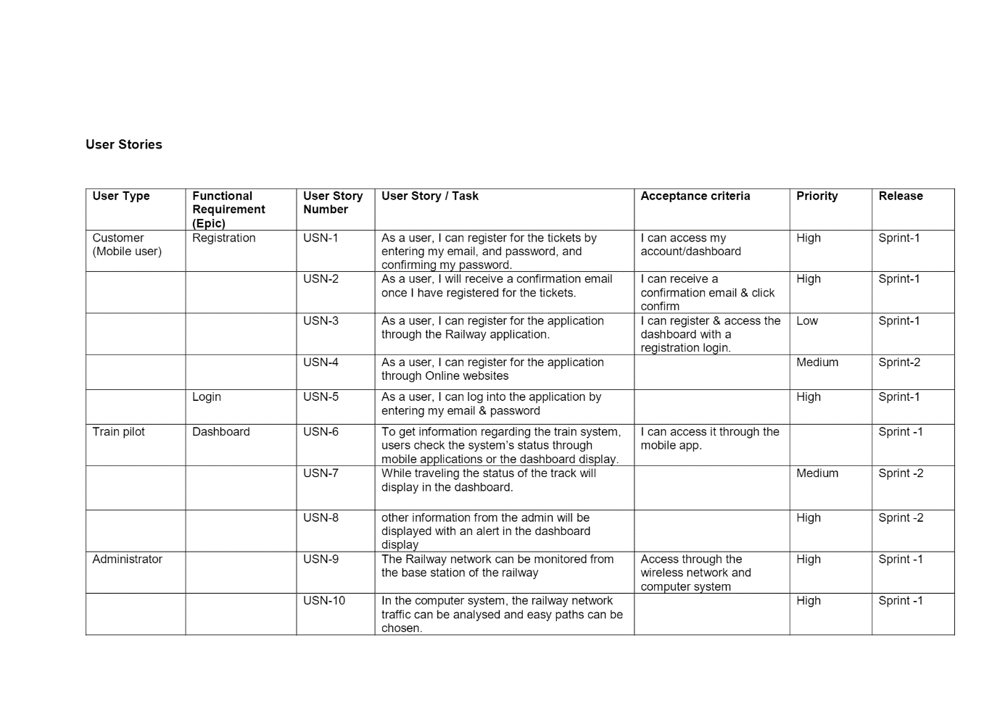 User Stories
User Type Functional Requirement (Epic) User Story Number User Story / Task Acceptance criteria Priority Release
Customer (Mobile user) Registration USN-1 As a user, I can register for the tickets by entering my email, and password, and confirming my password. I can access my account/dashboard High Sprint-1
USN-2 As a user, I will receive a confirmation email once I have registered for the tickets. I can receive a confirmation email & click confirm High Sprint-1
USN-3 As a user, I can register for the application through the Railway application. I can register & access the dashboard with a registration login. Low Sprint-1
USN-4 As a user, I can register for the application through Online websites Medium Sprint-2
Login USN-5 As a user, I can log into the application by entering my email & password High Sprint-1
Train pilot Dashboard USN-6 To get information regarding the train system, users check the system's status through mobile applications or the dashboard display. I can access it through the mobile app. Sprint -1
USN-7 While traveling the status of the track will display in the dashboard. Medium Sprint -2
USN-8 other information from the admin will be displayed with an alert in the dashboard display High Sprint -2
Administrator USN-9 The Railway network can be monitored from the base station of the railway Access through the wireless network and computer system High Sprint -1
USN-10 In the computer system, the railway network traffic can be analysed and easy paths can be chosen. High Sprint -1